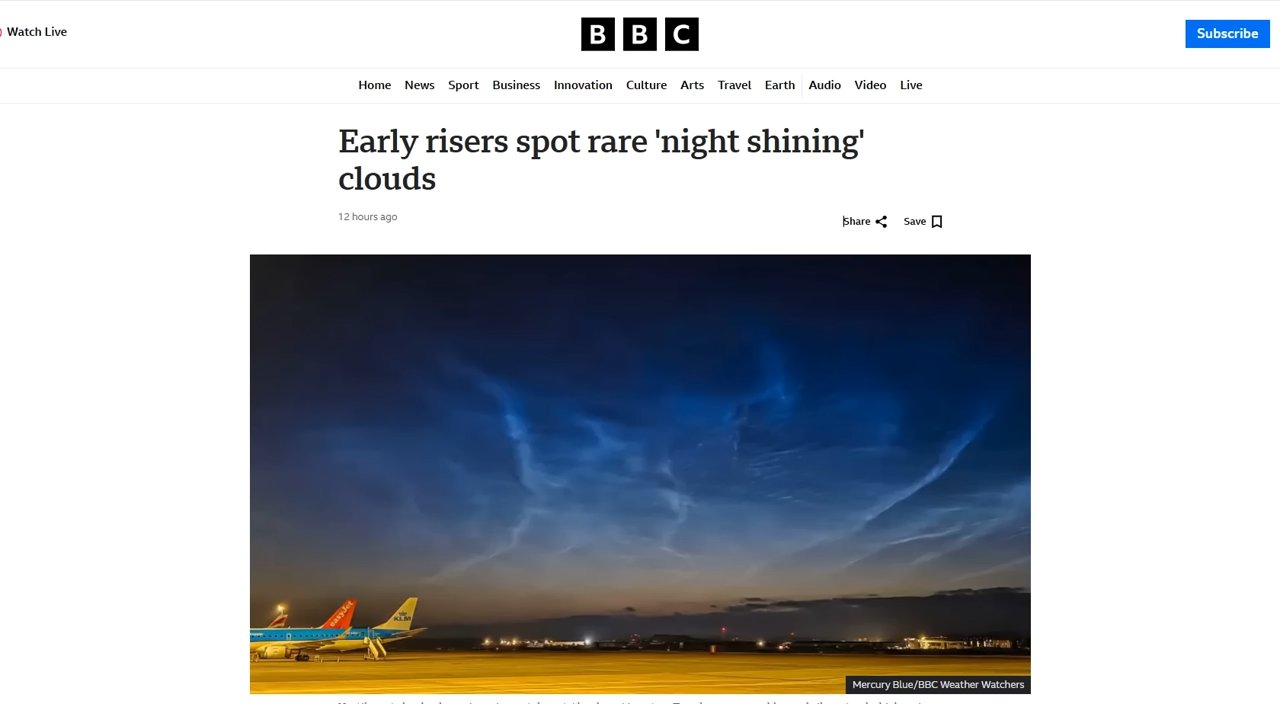 Watch Live
BBC
Subscribe
Home News Sport Business Innovation Culture Arts Travel Earth Audio Video Live
Early risers spot rare 'night shining'
clouds
12 hours ago
Share Save
easyJet
KLM
Mercury Blue/BBC Weather Watchers